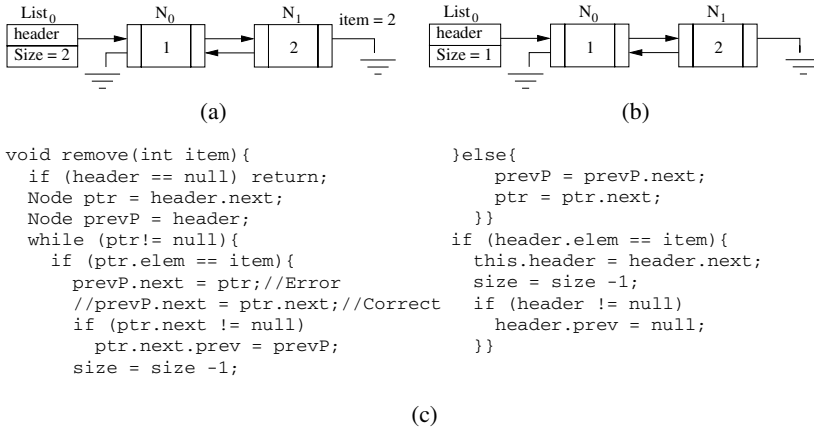 List0 N0 N1 item = 2
header
Size = 2 1 2
(a)
List0 N0 N1
header
Size = 1 1 2
(b)
void remove(int item){
if (header == null) return;
Node ptr = header.next;
Node prevP = header;
while (ptr!= null){
if (ptr.elem == item){
prevP.next = ptr;//Error
//prevP.next = ptr.next;//Correct
if (ptr.next != null)
ptr.next.prev = prevP;
size = size -1;
}else{
prevP = prevP.next;
ptr = ptr.next;
}}
if (header.elem == item){
this.header = header.next;
size = size -1;
if (header != null)
header.prev = null;
}}
(c)